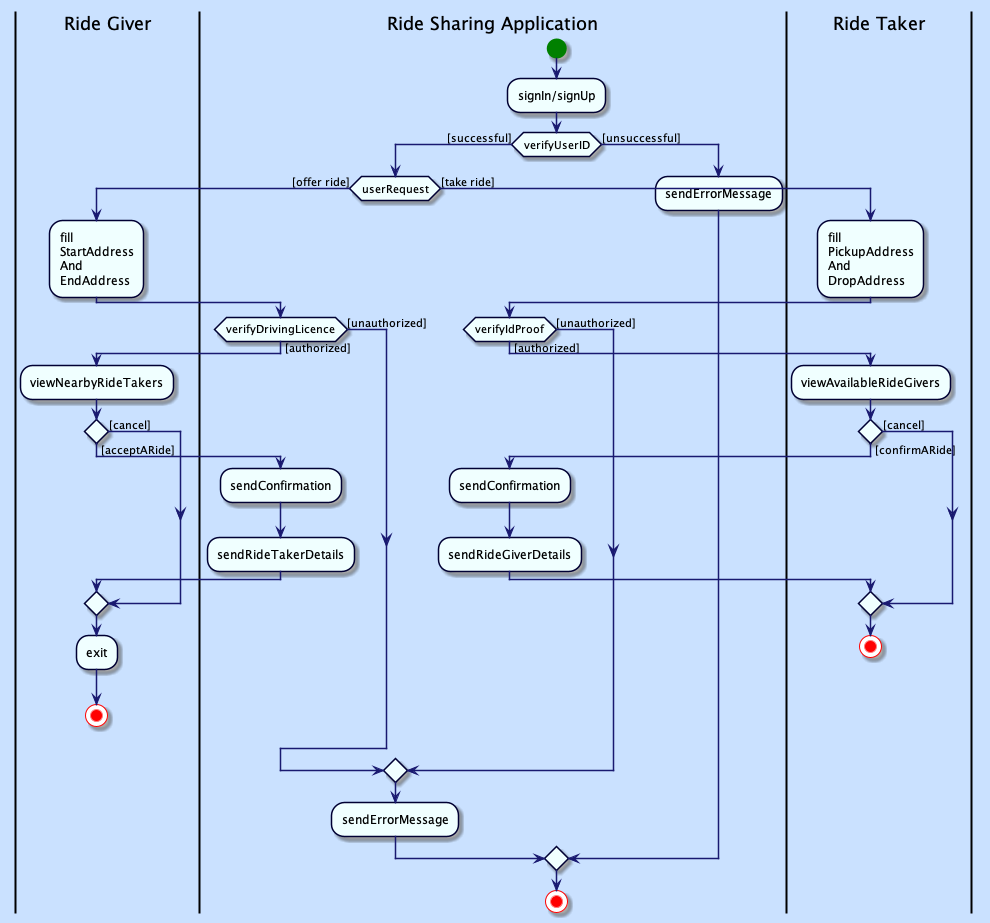 Ride Giver
Ride Sharing Application
Ride Taker
signIn/signUp
[successful]
verifyUserID
[unsuccessful]
[offer ride]
userRequest
[take ride]
sendErrorMessage
fill
StartAddress
And
EndAddress
fill
PickupAddress
And
DropAddress
verifyDrivingLicence
[unauthorized]
[authorized]
verifyIdProof
[unauthorized]
[authorized]
viewNearbyRideTakers
viewAvailableRideGivers
[cancel]
[acceptARide]
[cancel]
[confirmARide]
sendConfirmation
sendConfirmation
sendRideTakerDetails
sendRideGiverDetails
exit
sendErrorMessage